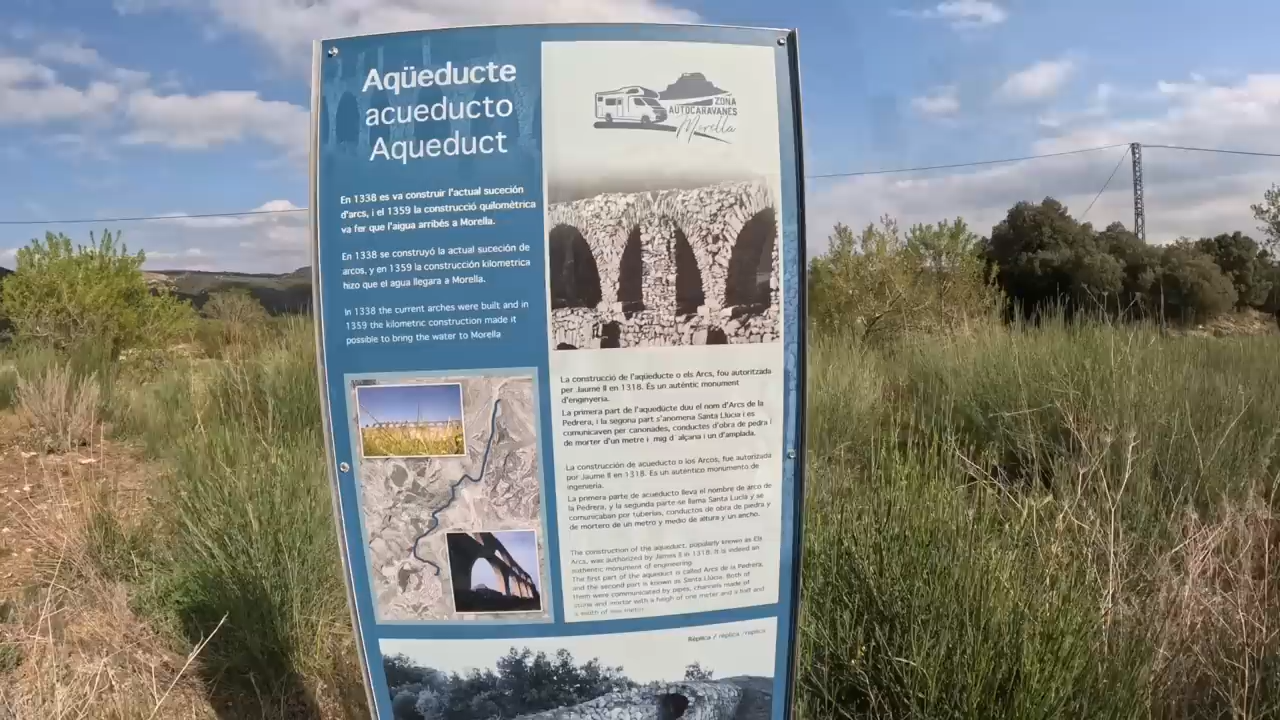 Aqüeducte
acueducto
Aqueduct
En 1338 es va construir l'actual suceción
d'arcs, i el 1359 la construcció quilomètrica
va fer que l'aigua arribés a Morella.
En 1338 se construyó la actual suceción de
arcos, y en 1359 la construcción kilometrica
hizo que el agua llegara a Morella.
In 1338 the current arches were built and in
1359 the kilometric construction made it
possible to bring the water to Morella
ZONA
AUTOCARAVANES
Morella
La construcció de l'aqüeducte o els Arcs, fou autoritzada
per Jaume II en 1318. És un autèntic monument
d'enginyeria.
La primera part de l'aqueducte duu el nom d'Arcs de la
Pedrera, i la segona part s'anomena Santa Llúcia i es
comunicaven per canonades, conductes d'obra de pedra i
de morter d'un metre i mig d'alçana i un d'amplada.
La construcción de acueducto o los Arcos, fue autorizada
por Jaume II en 1318. Es un auténtico monumento de
ingenieria.
La primera parte de acueducto lleva el nombre de arco de
la Pedrera, y la segunda parte se llama Santa Lucía y se
comunicaban por tuberías, conductos de obra de piedra y
de mortero de un metro y medio de altura y un ancho.
The construction of the aqueduct, popularly known as Els
Arcs, was authorized by James II in 1318. It is indeed an
authentic monument of engineering.
The first part of the aqueduct is called Arcs de la Pedrera,
and the second part is known as Santa Llúcia. Both of
them were communicated by pipes, channels made of
stone and mortar with a heigh of one meter and a half and
a width of one meter.
Rèplica / réplica / replica